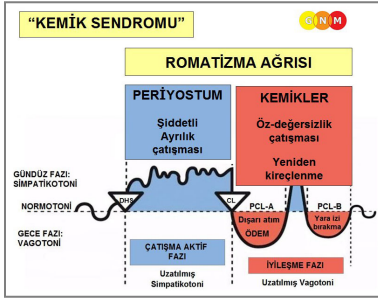 “KEMİK SENDROMU”
GNM
ROMATİZMA AĞRISI
PERİYOSTUM
Şiddetli
Ayrılık
çatışması
KEMİKLER
Öz-değersizlik
çatışması
Yeniden
kireçlenme
GÜNDÜZ FAZI:
SİMPATİKOTONİ
NORMOTONİ
GECE FAZI:
VAGOTONİ
DHS
CL
PCL-A
PCL-B
Dışarı atım
ÖDEM
Yara izi
bırakma
ÇATIŞMA AKTİF
FAZI
Uzatılmış
Simpatikotoni
İYİLEŞME FAZI
Uzatılmış Vagotoni